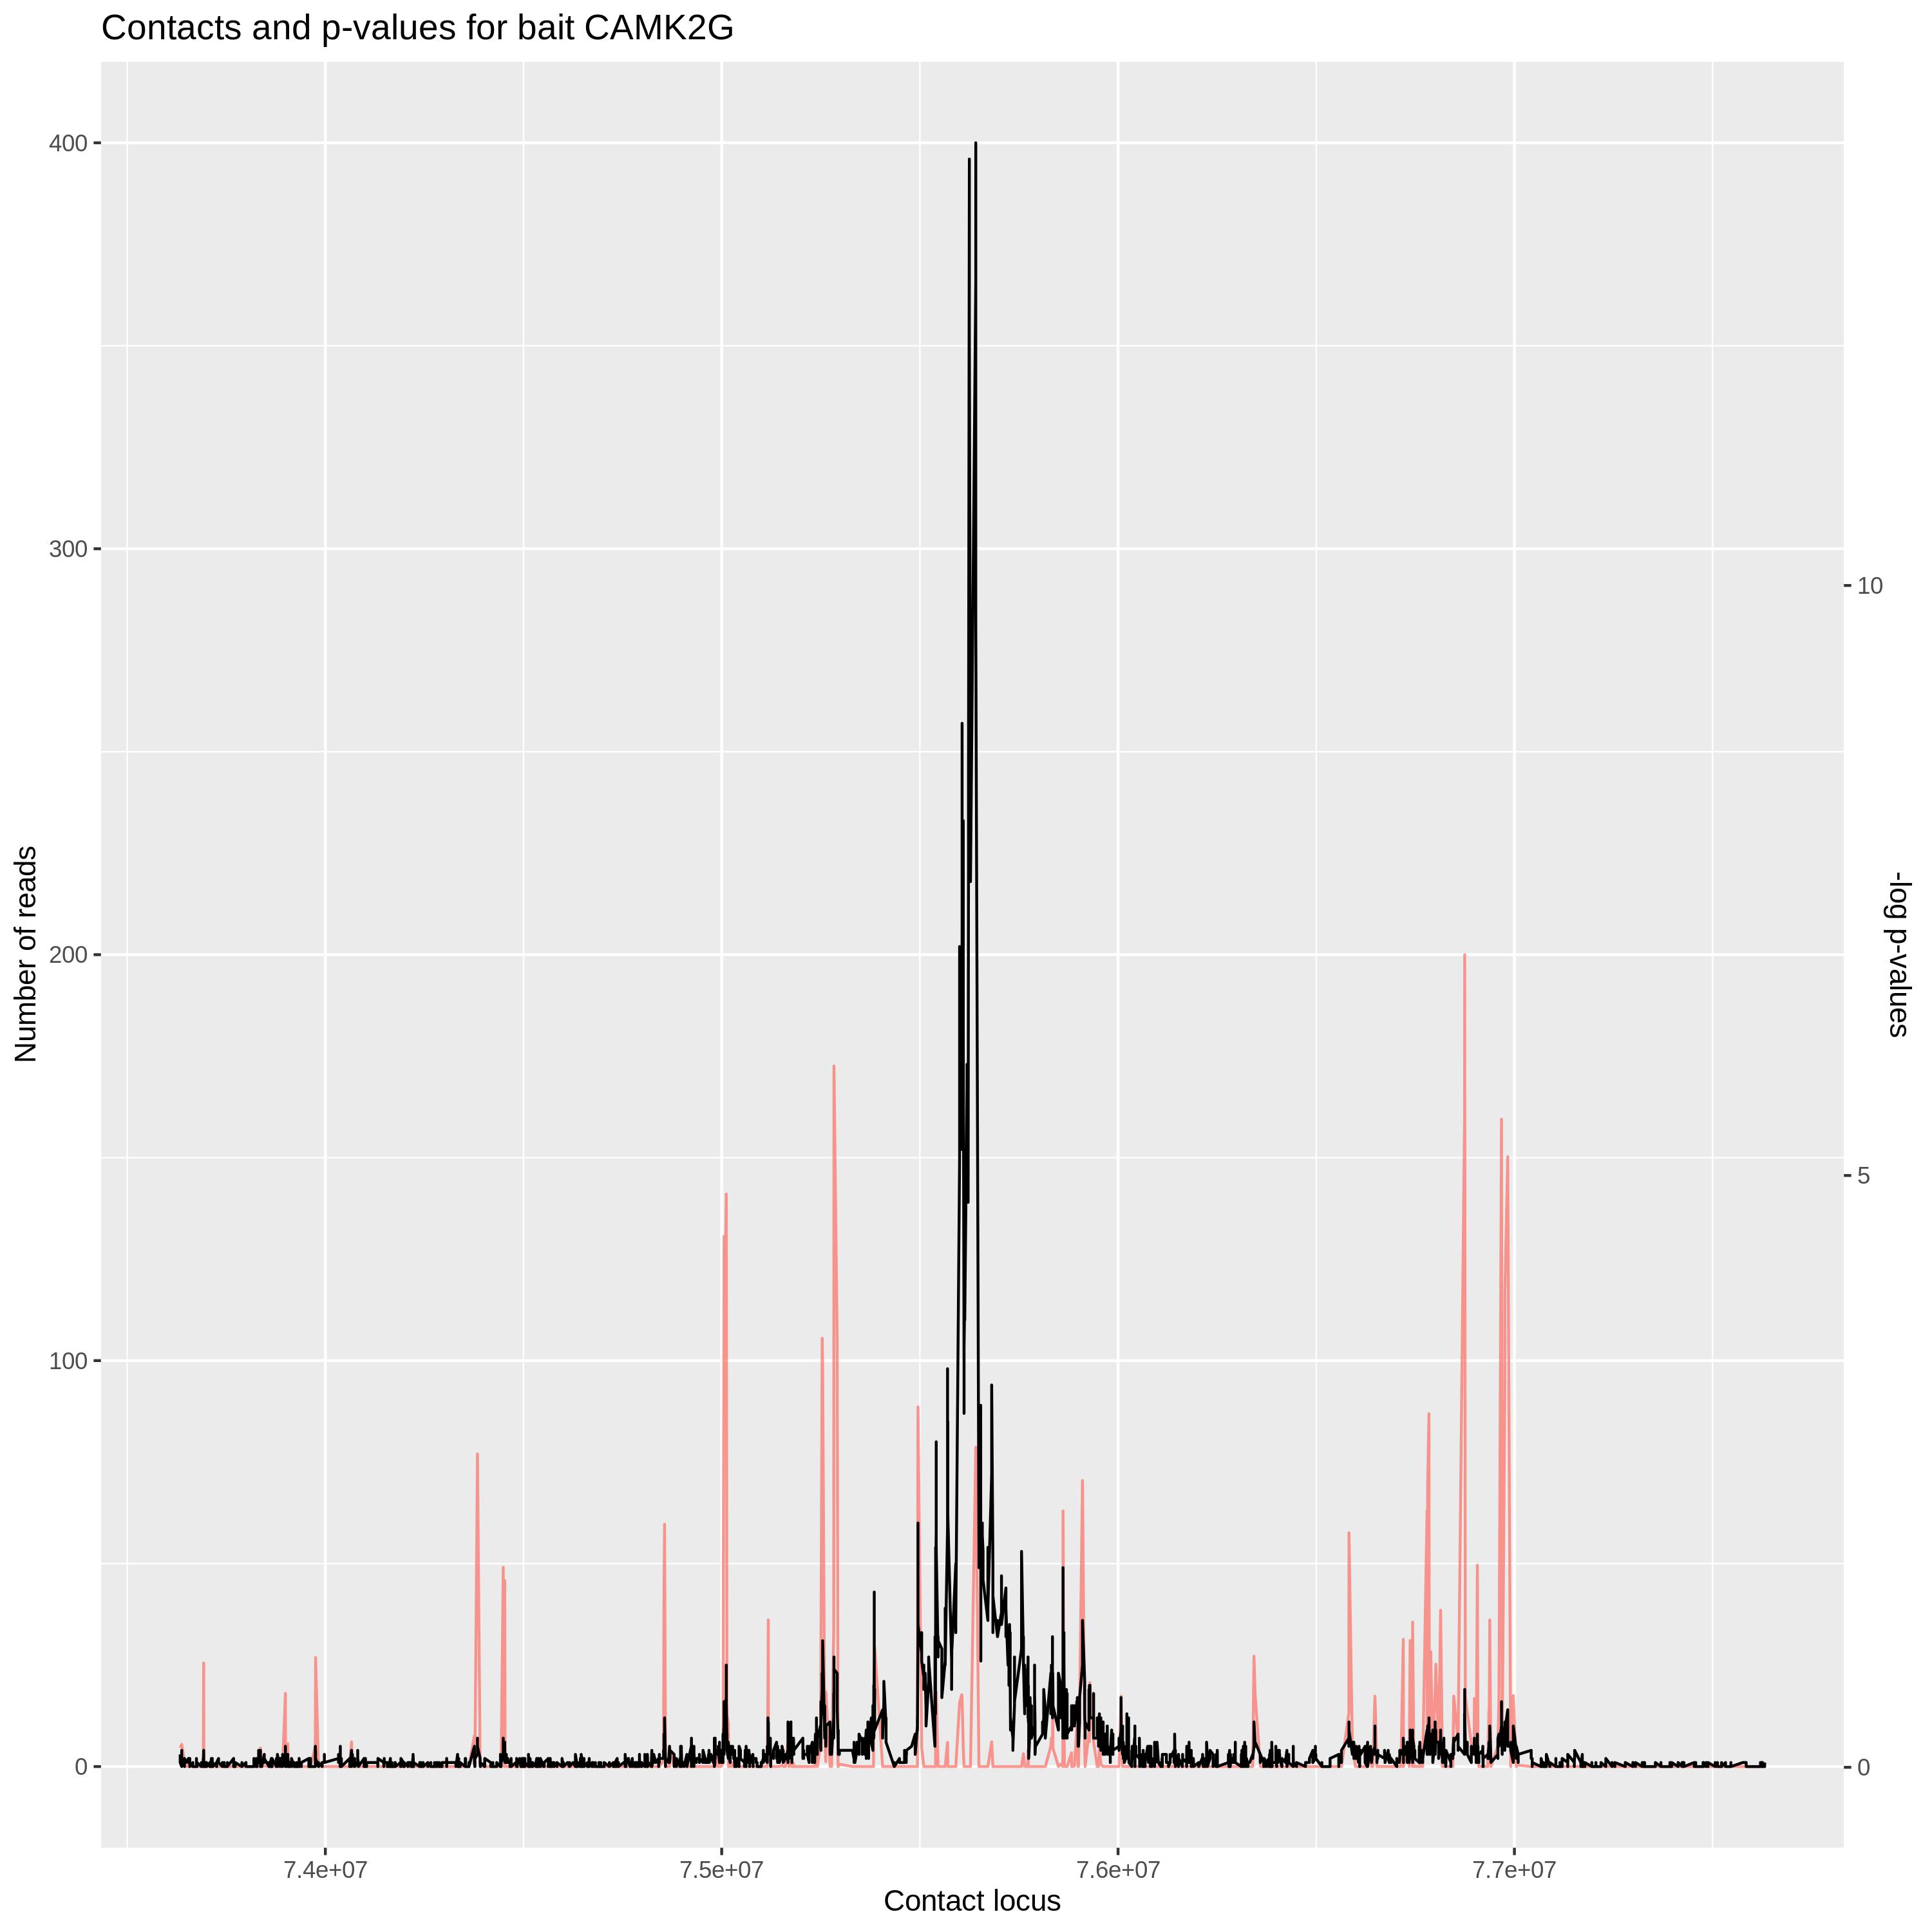 Contacts and p-values for bait CAMK2G
400
300
200
100
0
Number of reads
10
5
0
-log p-values
7.4e+07
7.5e+07
7.6e+07
7.7e+07
Contact locus